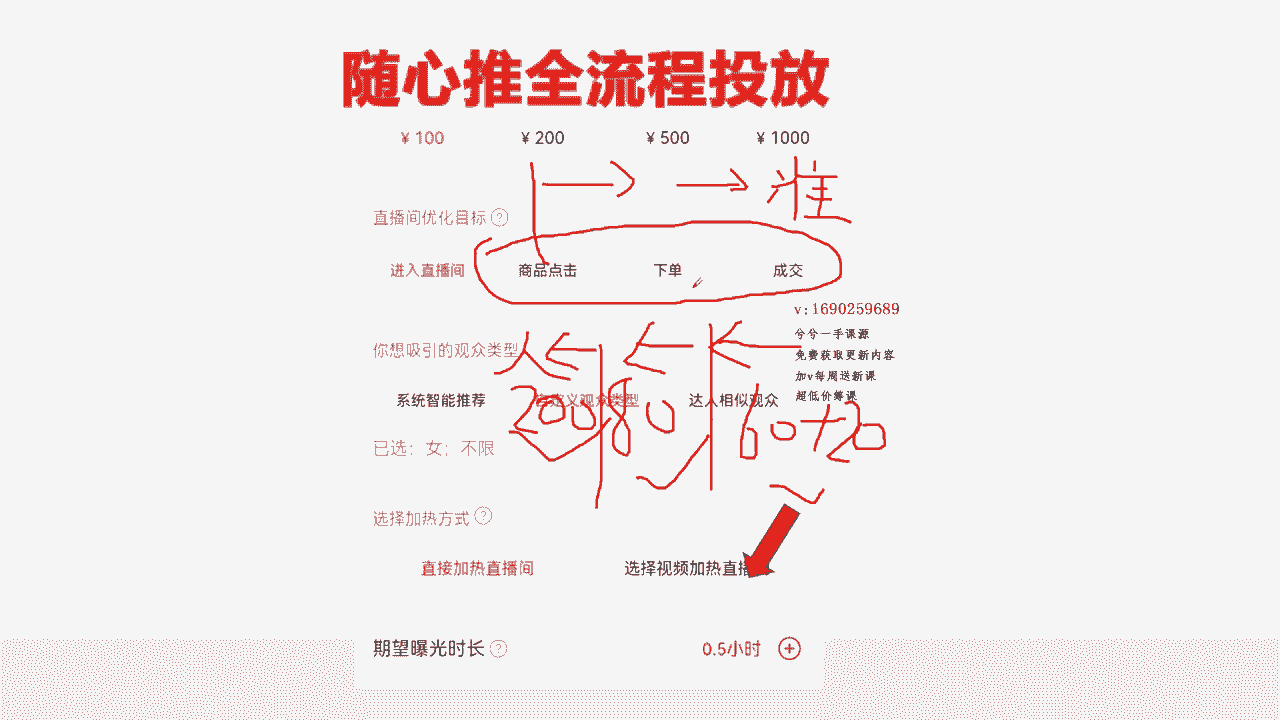 随心推全流程投放
¥ 100 ¥ 200 ¥ 500 ¥ 1000
准
直播间优化目标 ?
进入直播间 商品点击 下单 成交
v:1690259689
兮兮一手课源
免费获取更新内容
加v每周送新课
超低价筹课
你想吸引的观众类型
系统智能推荐 自定义观众类型 达人相似观众
200 80 60+20
已选：女；不限
选择加热方式 ?
直接加热直播间 选择视频加热直播
期望曝光时长 ? 0.5小时 +